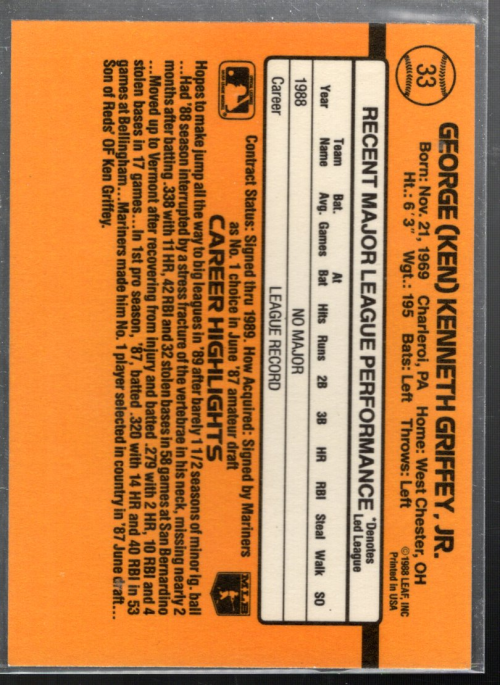 33
GEORGE (KEN) KENNETH GRIFFEY, JR.
Born: Nov. 21, 1969 Charleroi, PA Home: West Chester, OH
Ht.: 6'3" Wgt.: 195 Bats: Left Throws: Left
©1988 LEAF, INC
Printed in USA
RECENT MAJOR LEAGUE PERFORMANCE *Denotes Led League
Year Team Name Bat. Avg. Games At Bat Hits Runs 2B 3B HR RBI Steal Walk SO
1988 NO MAJOR
Career LEAGUE RECORD
Contract Status: Signed thru 1989. How Acquired: Signed by Mariners
as No. 1 choice in June '87 amateur draft
CAREER HIGHLIGHTS
MLB
Hopes to make jump all the way to big leagues in '89 after barely 1 1/2 seasons of minor lg. ball
...Had '88 season interrupted by a stress fracture of the vertebrae in his neck, missing nearly 2
months after batting .338 with 11 HR, 42 RBI and 32 stolen bases in 58 games at San Bernardino
...Moved up to Vermont after recovering from injury and batted .279 with 2 HR, 10 RBI and 4
stolen bases in 17 games...In 1st pro season, '87, batted .320 with 14 HR and 40 RBI in 53
games at Bellingham...Mariners made him No. 1 player selected in country in '87 June draft...
Son of Reds' OF Ken Griffey.